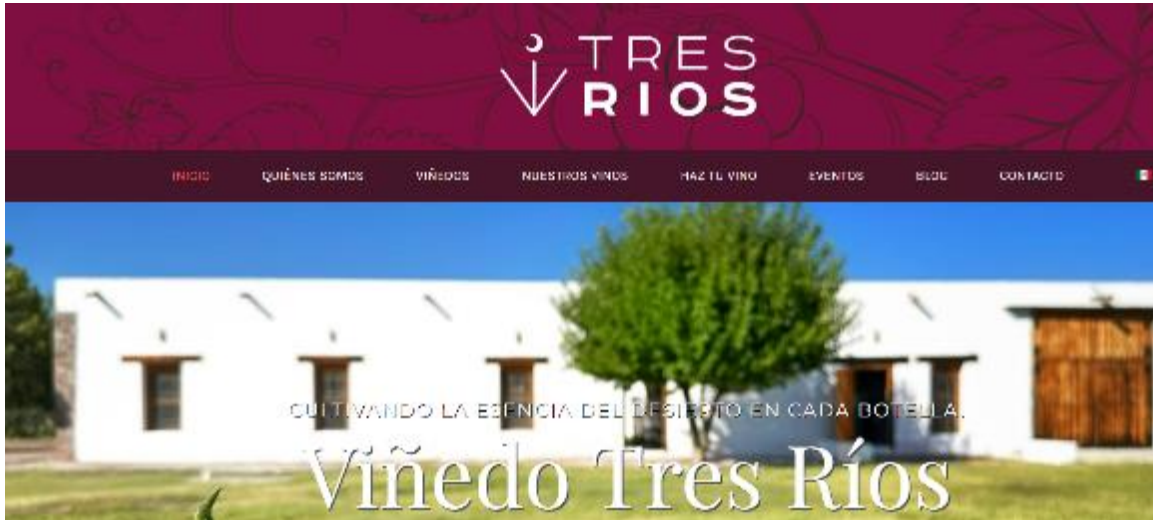 TRES
RIOS
INICIO QUIÉNES SOMOS VIÑEDOS NUESTROS VINOS HAZ TU VINO EVENTOS BLOG CONTACTO
CULTIVANDO LA ESENCIA DEL DESIERTO EN CADA BOTELLA.
Viñedo Tres Ríos